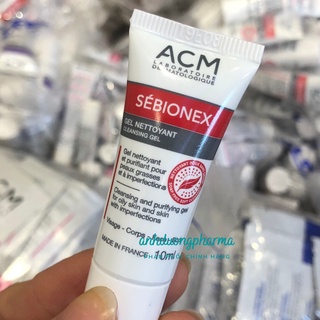 ACM
LABORATOIRE
DERMATOLOGIQUE
SÉBIONEX
GEL NETTOYANT
CLEANSING GEL
Gel nettoyant
et purifiant pour
peaux grasses
et à imperfections
Cleansing and purifying gel
for oily skin and skin
with imperfections
Visage - Corps
MADE IN FRANCE
10ml
anhduongpharma
ACM